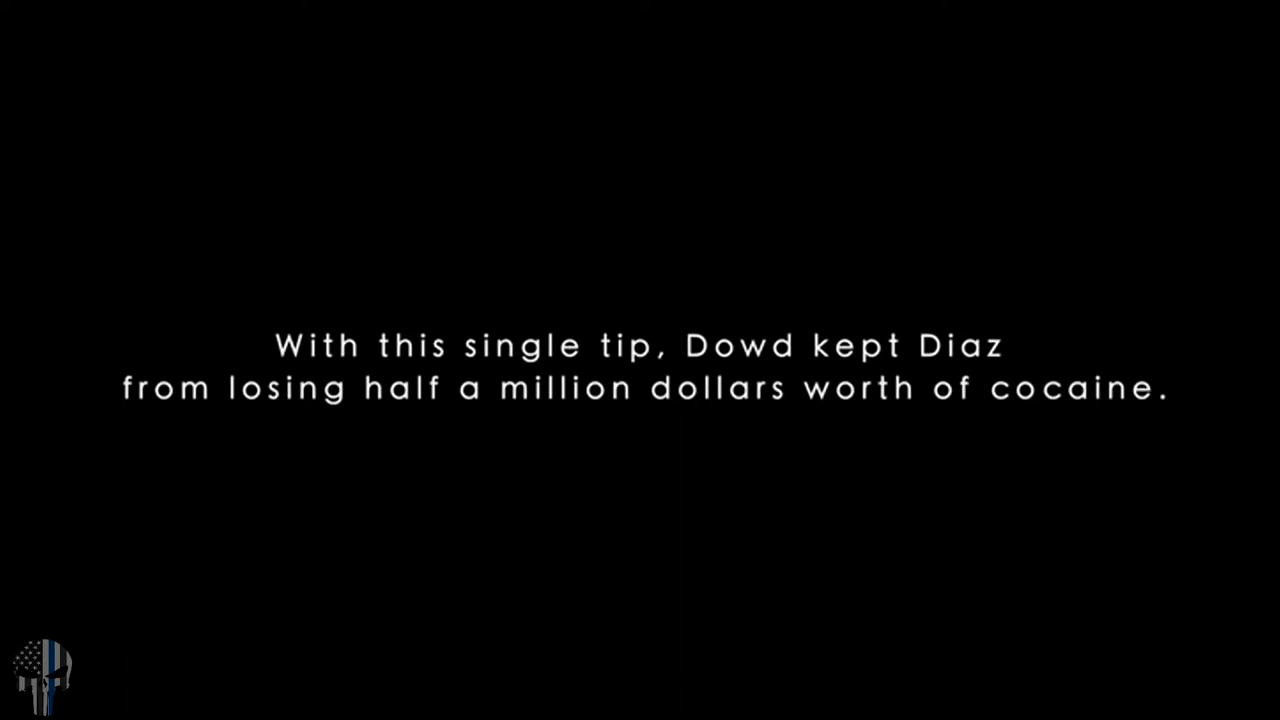 With this single tip, Dowd kept Diaz
from losing half a million dollars worth of cocaine.